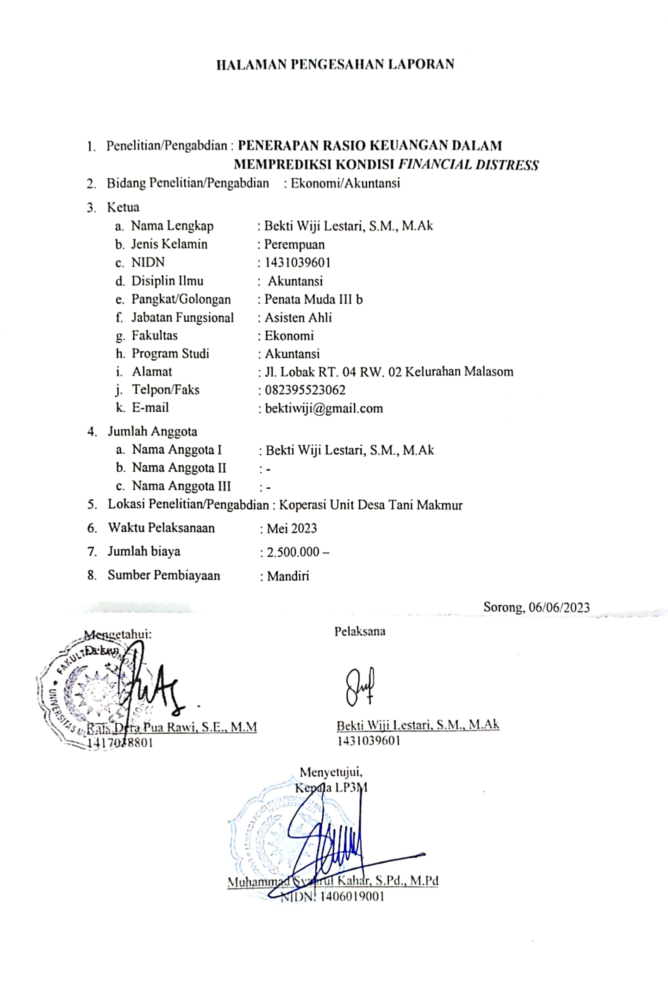 HALAMAN PENGESAHAN LAPORAN
1. Penelitian/Pengabdian : PENERAPAN RASIO KEUANGAN DALAM
MEMPREDIKSI KONDISI FINANCIAL DISTRESS
2. Bidang Penelitian/Pengabdian : Ekonomi/Akuntansi
3. Ketua
a. Nama Lengkap : Bekti Wiji Lestari, S.M., M.Ak
b. Jenis Kelamin : Perempuan
c. NIDN : 1431039601
d. Disiplin Ilmu : Akuntansi
e. Pangkat/Golongan : Penata Muda III b
f. Jabatan Fungsional : Asisten Ahli
g. Fakultas : Ekonomi
h. Program Studi : Akuntansi
i. Alamat : Jl. Lobak RT. 04 RW. 02 Kelurahan Malasom
j. Telpon/Faks : 082395523062
k. E-mail : bektiwiji@gmail.com
4. Jumlah Anggota
a. Nama Anggota I : Bekti Wiji Lestari, S.M., M.Ak
b. Nama Anggota II : -
c. Nama Anggota III : -
5. Lokasi Penelitian/Pengabdian : Koperasi Unit Desa Tani Makmur
6. Waktu Pelaksanaan : Mei 2023
7. Jumlah biaya : 2.500.000 –
8. Sumber Pembiayaan : Mandiri
Sorong, 06/06/2023
Mengetahui:
Dekan
FAKULTAS EKONOMI
UNIVERSITAS
Rais Dera Pua Rawi, S.E., M.M
1417038801
Pelaksana
Bekti Wiji Lestari, S.M., M.Ak
1431039601
Menyetujui,
Kepala LP3M
LEMBAGA PENELITIAN
Muhammad Syahrul Kahar, S.Pd., M.Pd
NIDN. 1406019001